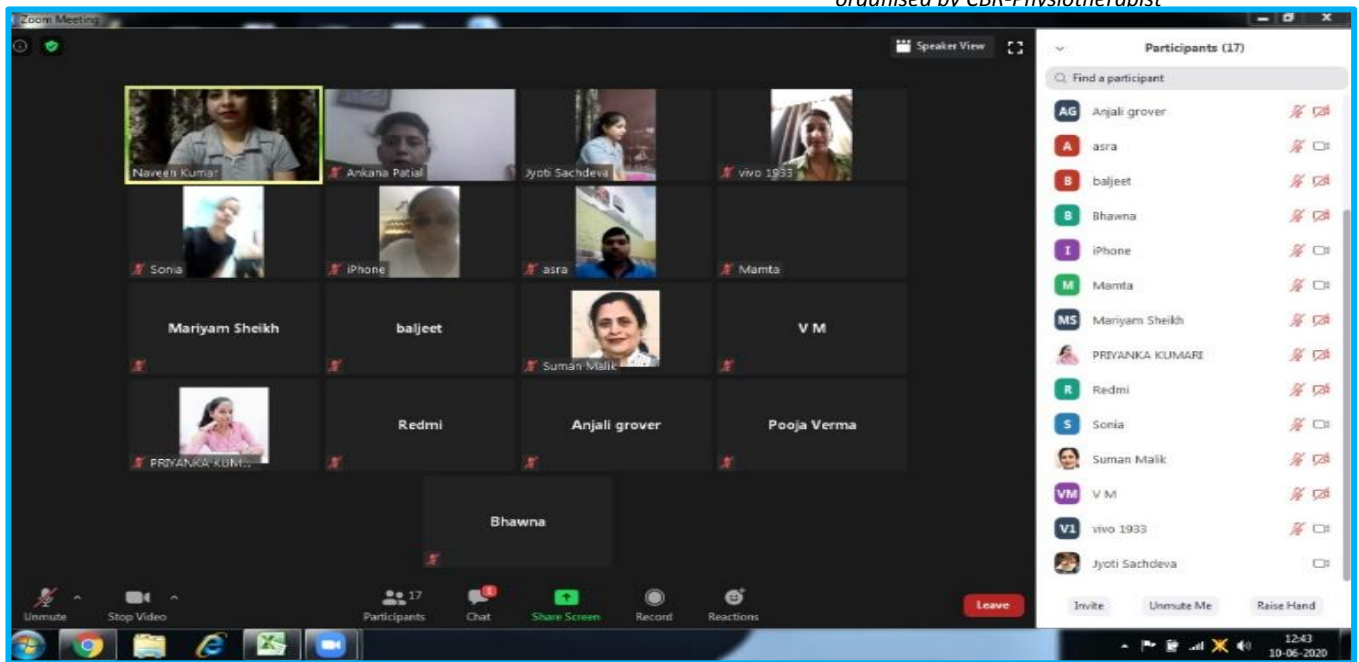 organised by CBR-Physiotherapist
Zoom Meeting
Speaker View
Participants (17)
Find a participant
Naveen Kumar
Ankana Patial
Jyoti Sachdeva
vivo 1933
Sonia
iPhone
asra
Mamta
Mariyam Sheikh
baljeet
Suman Malik
V M
PRIYANKA KUM...
Redmi
Anjali grover
Pooja Verma
Bhawna
AG Anjali grover
A asra
B baljeet
B Bhawna
I iPhone
M Mamta
MS Mariyam Sheikh
PRIYANKA KUMARI
R Redmi
S Sonia
Suman Malik
VM V M
V1 vivo 1933
Jyoti Sachdeva
Unmute
Stop Video
17
Participants
1
Chat
Share Screen
Record
Reactions
Leave
Invite
Unmute Me
Raise Hand
12:43
10-06-2020